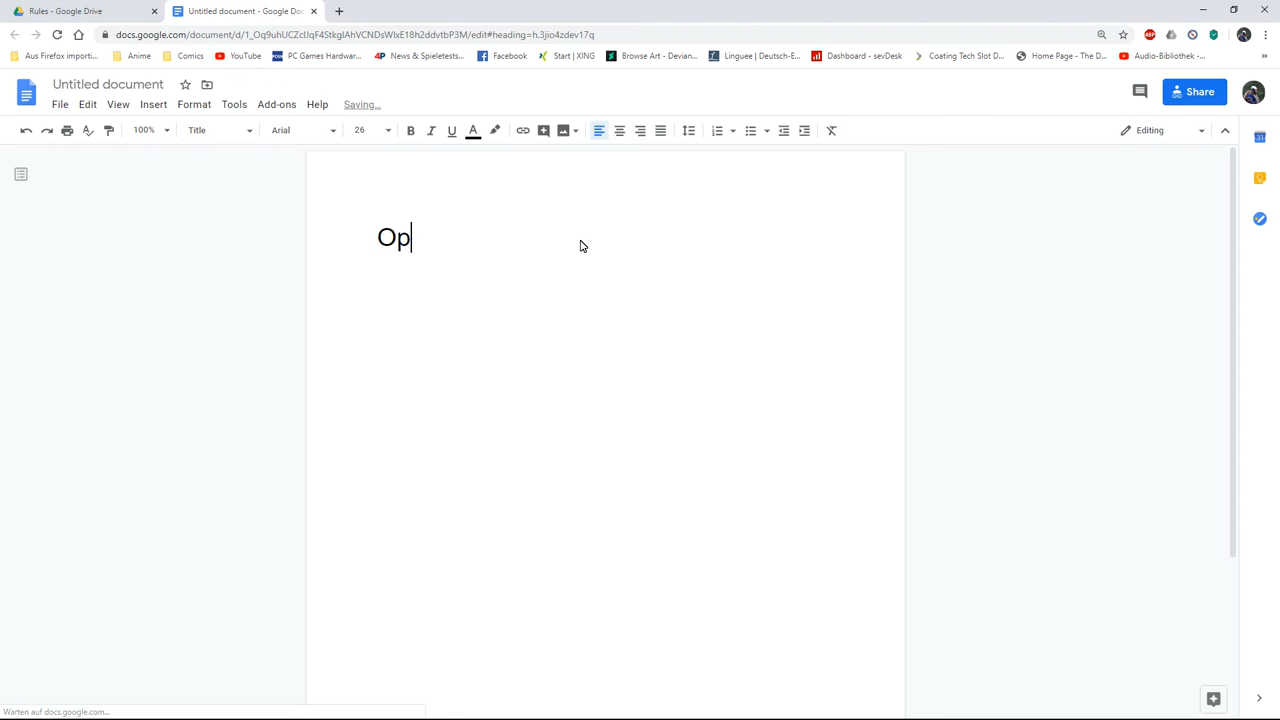 Rules - Google Drive
Untitled document - Google Doc
docs.google.com/document/d/1_Oq9uhUCZcIJqF4StkgIAhVCNDsWIxE18h2ddvtbP3M/edit#heading=h.3jio4zdev17q
Aus Firefox importi... Anime Comics YouTube PC Games Hardwar... 4P News & Spieletests... Facebook Start | XING Browse Art - Devian... Linguee | Deutsch-E... Dashboard - sevDesk Coating Tech Slot D... Home Page - The D... Audio-Bibliothek -... »
Untitled document
Share
File Edit View Insert Format Tools Add-ons Help Saving...
100% Title Arial 26 B I U A Editing
Op
Warten auf docs.google.com...